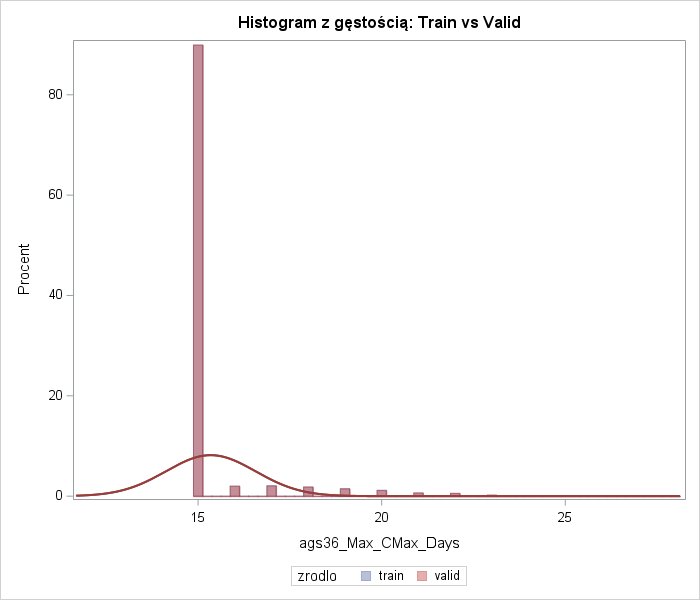 Histogram z gęstością: Train vs Valid
80
60
40
20
0
Procent
15
20
25
ags36_Max_CMax_Days
zrodlo train valid